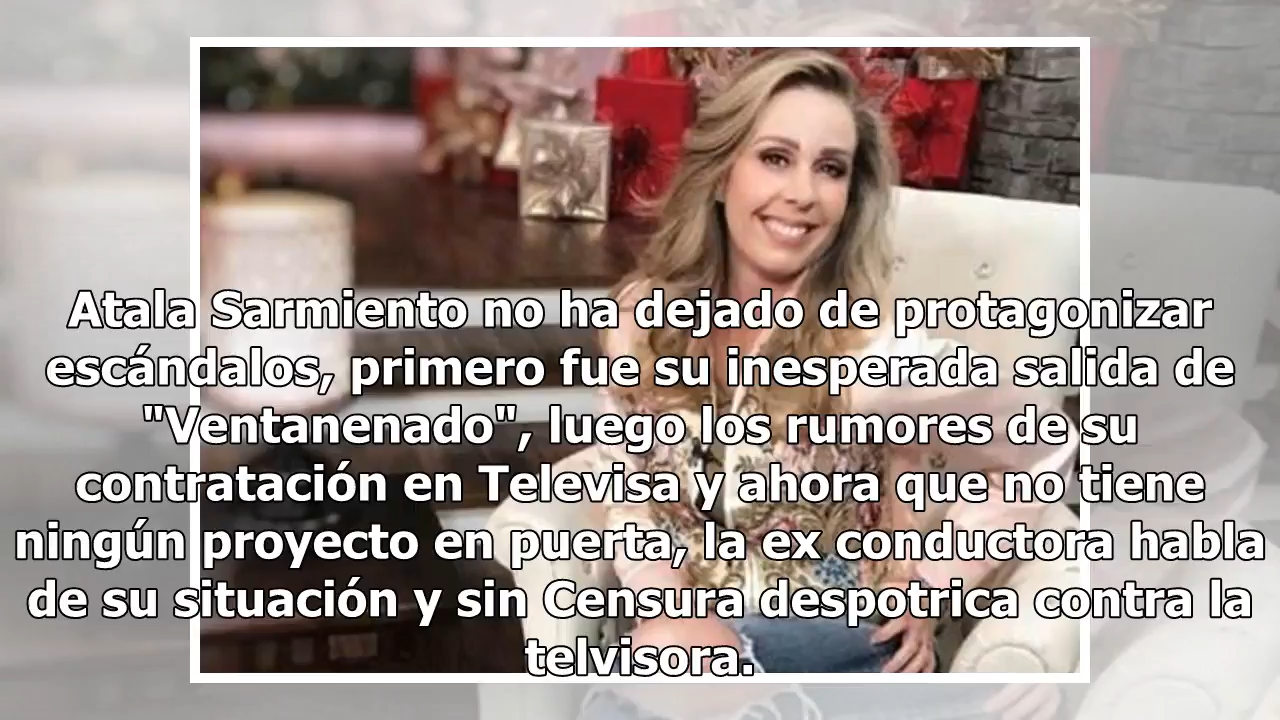 Atala Sarmiento no ha dejado de protagonizar
escándalos, primero fue su inesperada salida de
"Ventanenado", luego los rumores de su
contratación en Televisa y ahora que no tiene
ningún proyecto en puerta, la ex conductora habla
de su situación y sin Censura despotrica contra la
telvisora.